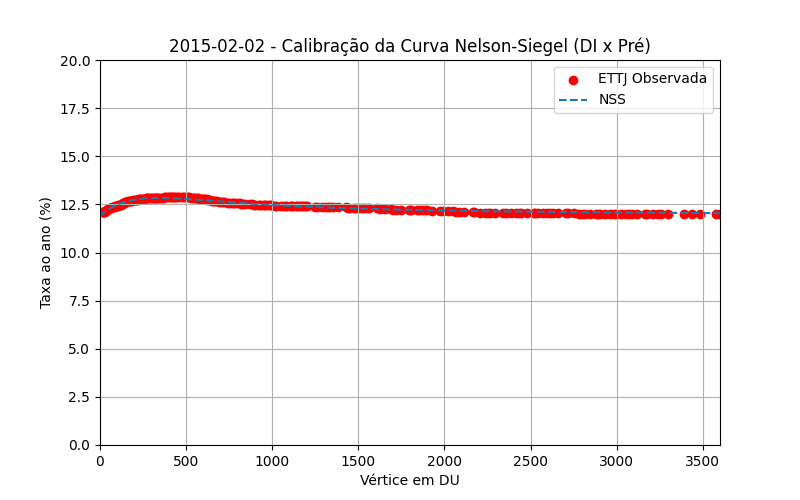 2015-02-02 - Calibração da Curva Nelson-Siegel (DI x Pré)
ETTJ Observada
NSS
20.0
17.5
15.0
12.5
10.0
7.5
5.0
2.5
0.0
Taxa ao ano (%)
0 500 1000 1500 2000 2500 3000 3500
Vértice em DU